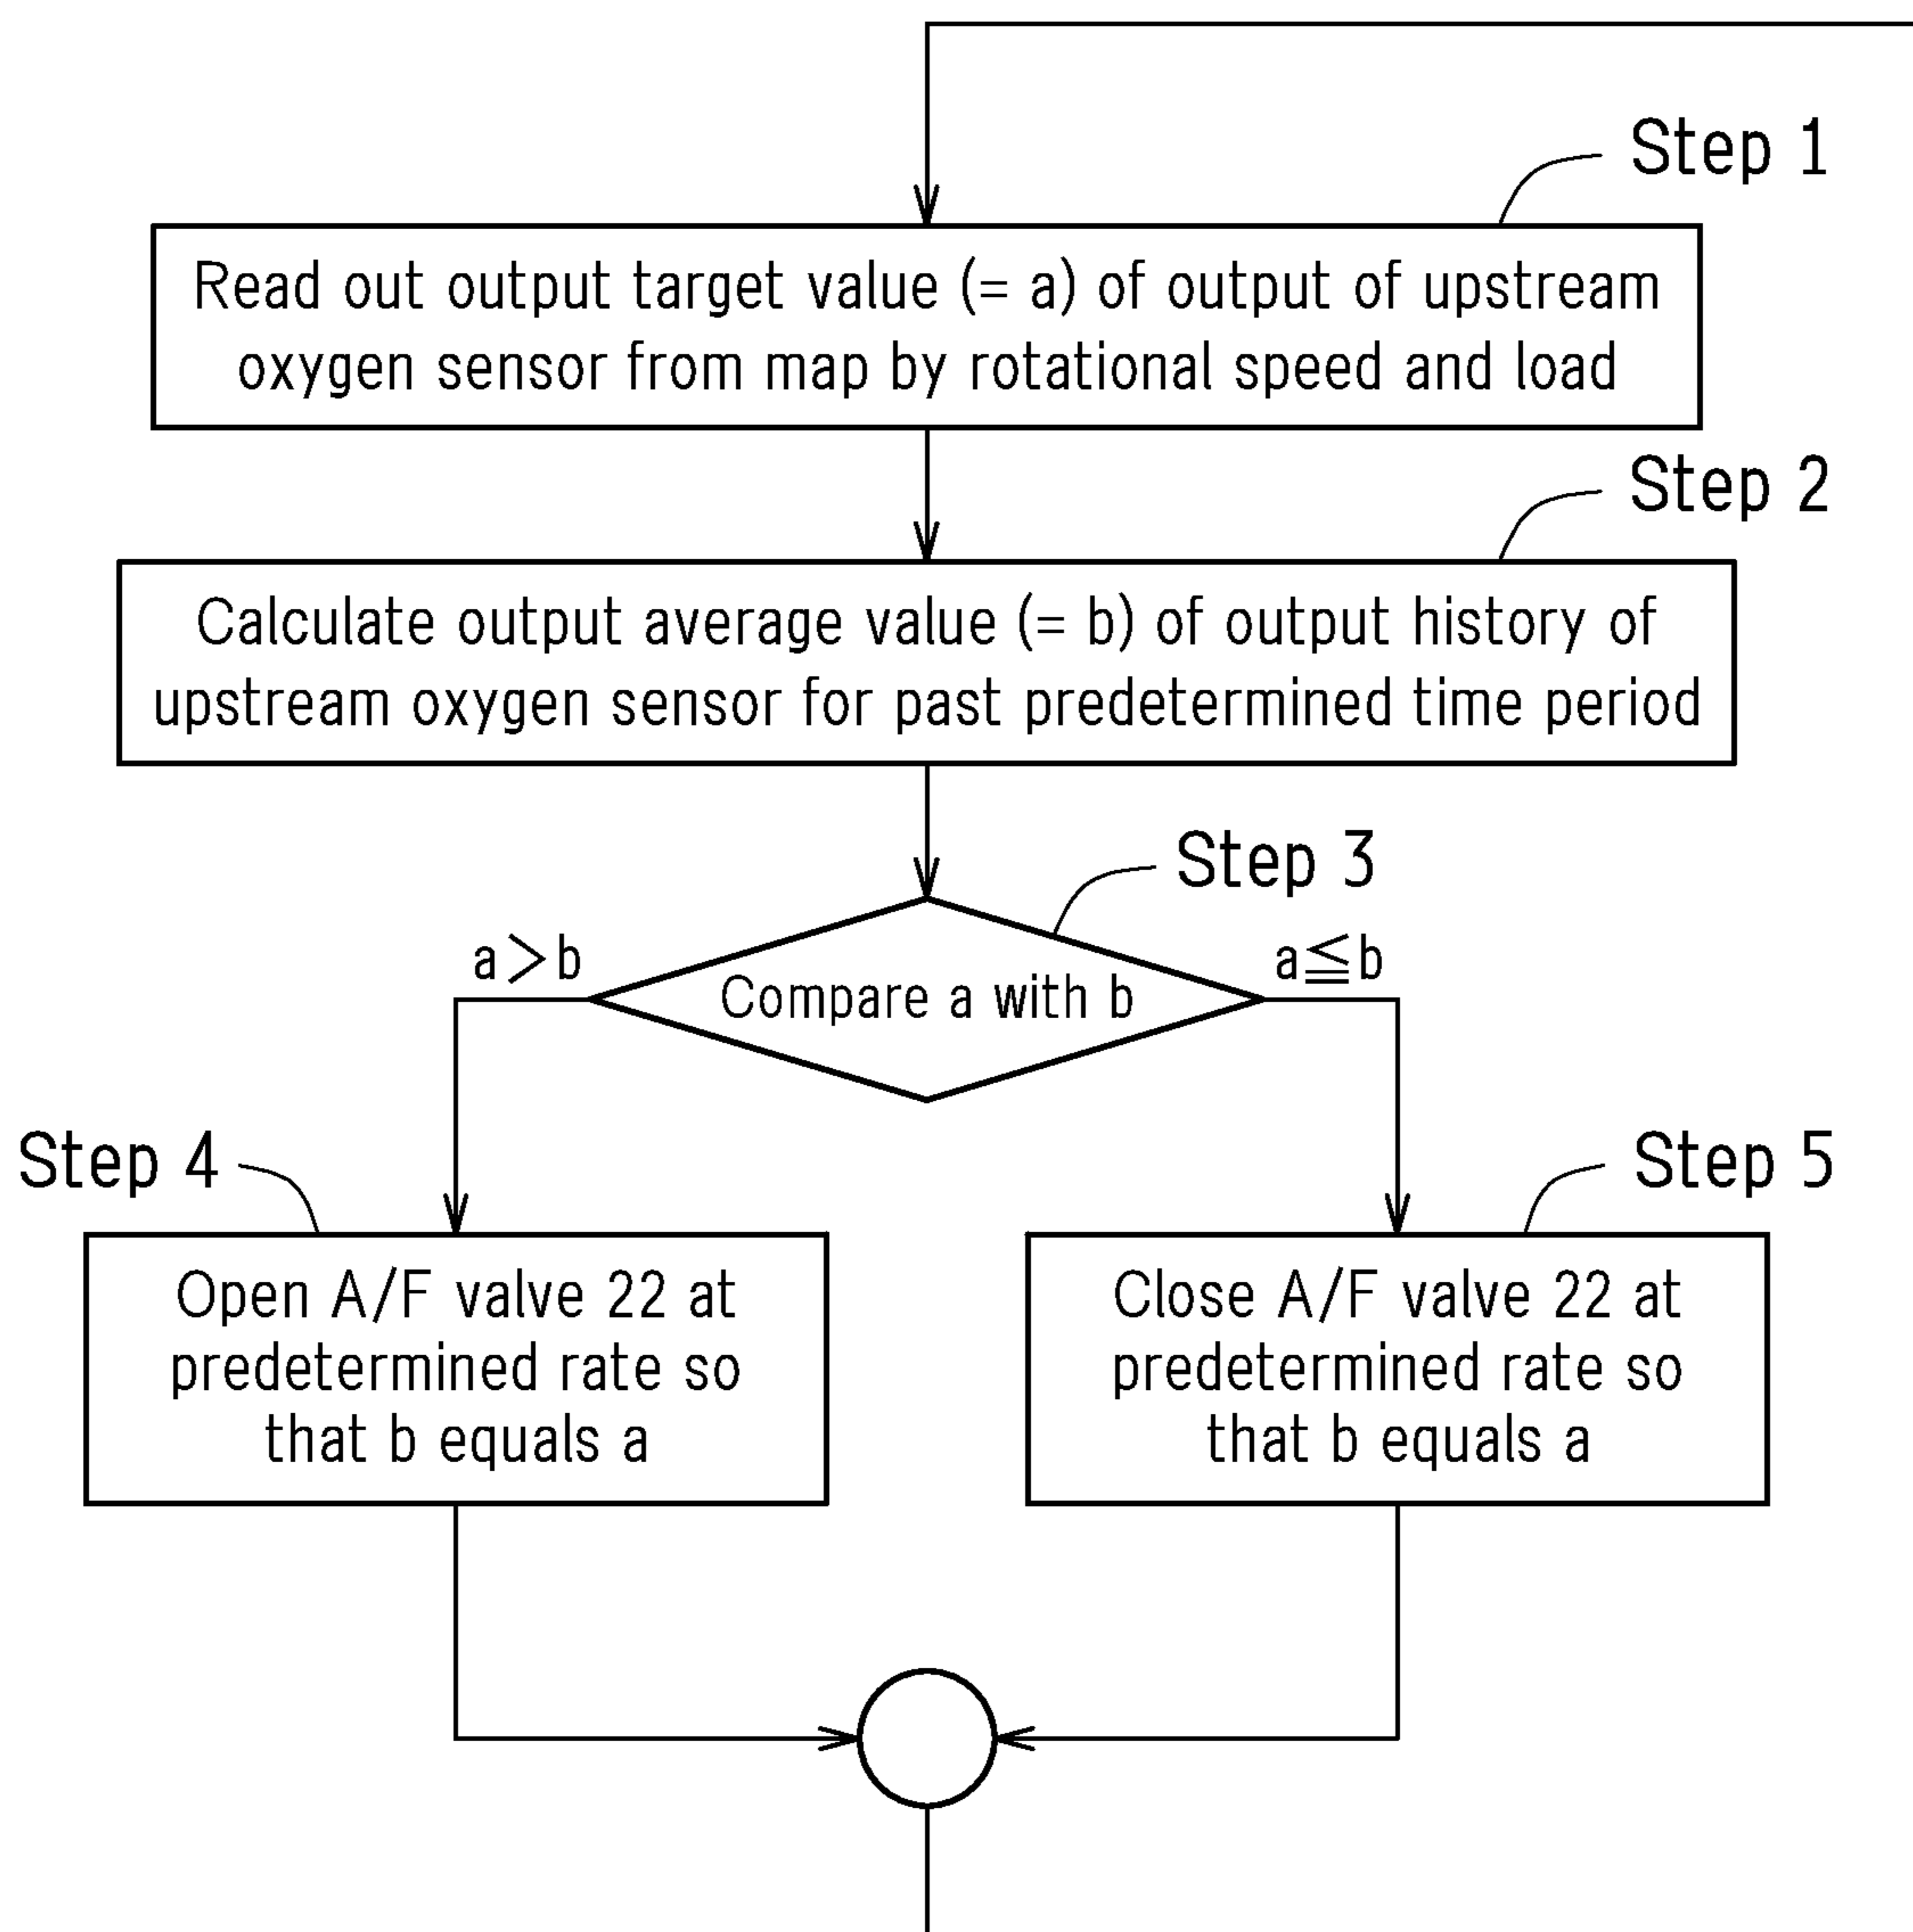 Step 1
Read out output target value (= a) of output of upstream
oxygen sensor from map by rotational speed and load
Step 2
Calculate output average value (= b) of output history of
upstream oxygen sensor for past predetermined time period
Step 3
a>b
a≦b
Compare a with b
Step 4
Step 5
Open A/F valve 22 at
predetermined rate so
that b equals a
Close A/F valve 22 at
predetermined rate so
that b equals a